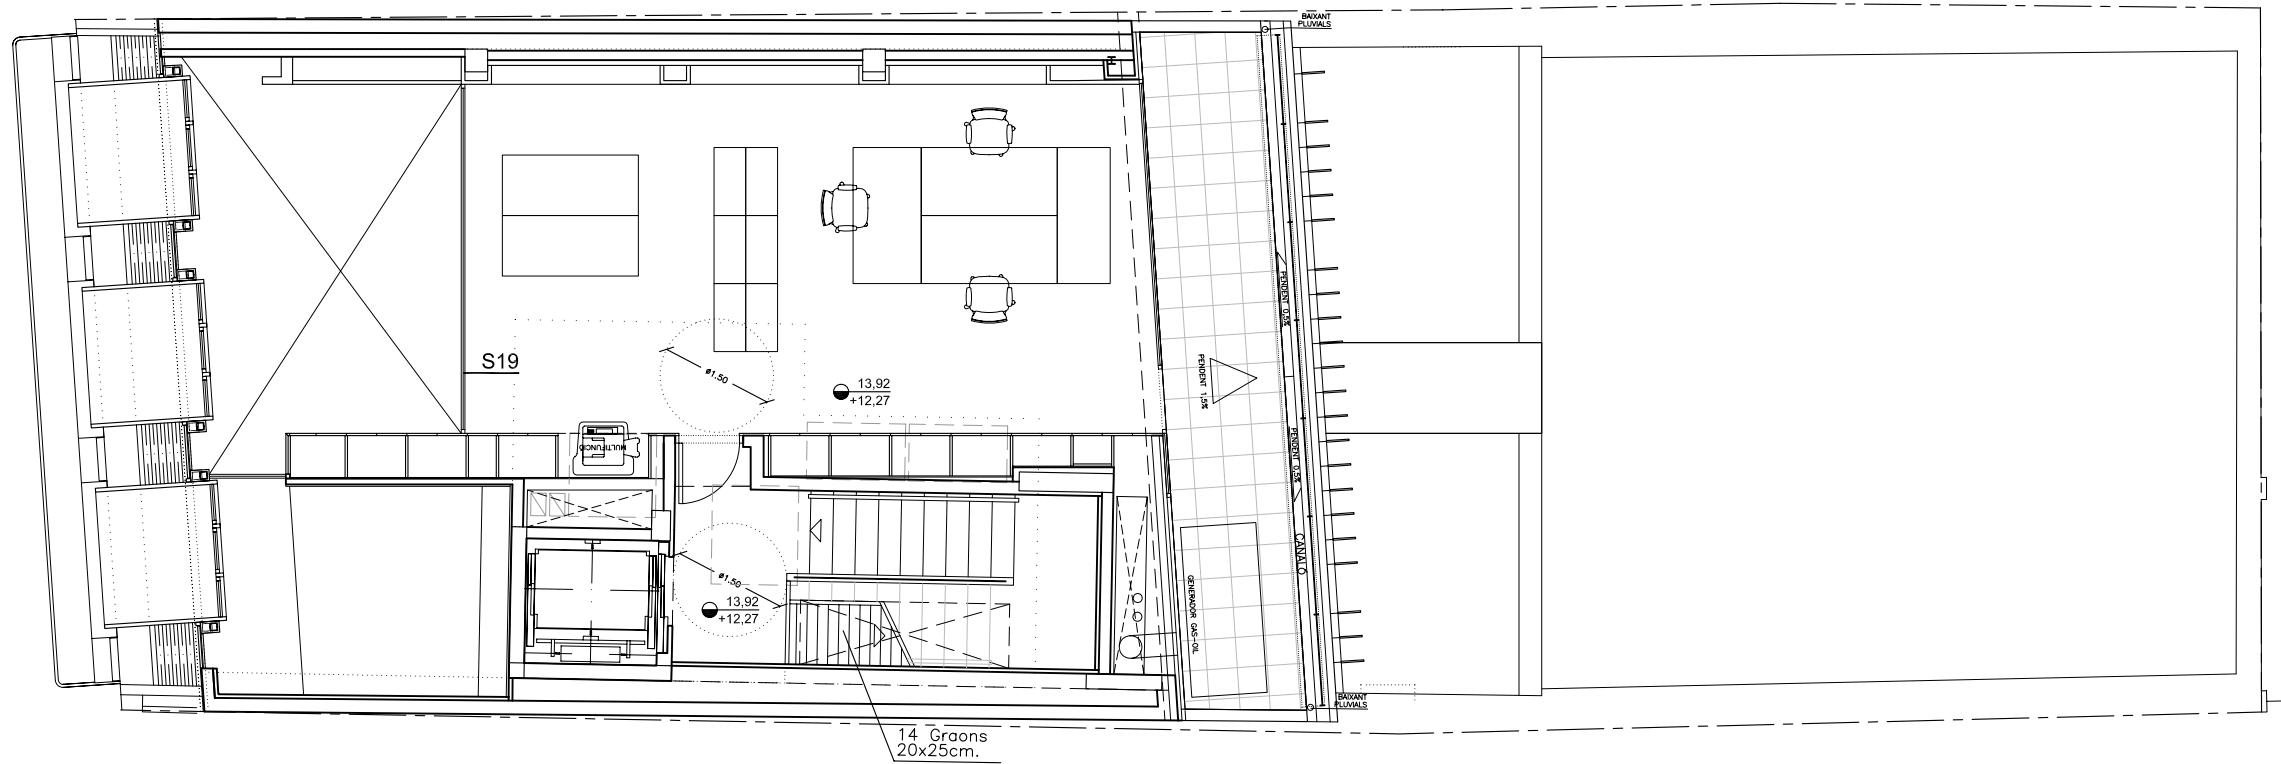 BAIXANT
PLUVIALS
PENDENT 0,5%
S19
ø1.50
PENDENT 1,5%
13,92
+12,27
MULTIFUNCIÓ
PENDENT 0,5%
CANALÓ
ø1.50
GENERADOR GAS-OIL
13,92
+12,27
BAIXANT
PLUVIALS
14 Graons
20x25cm.